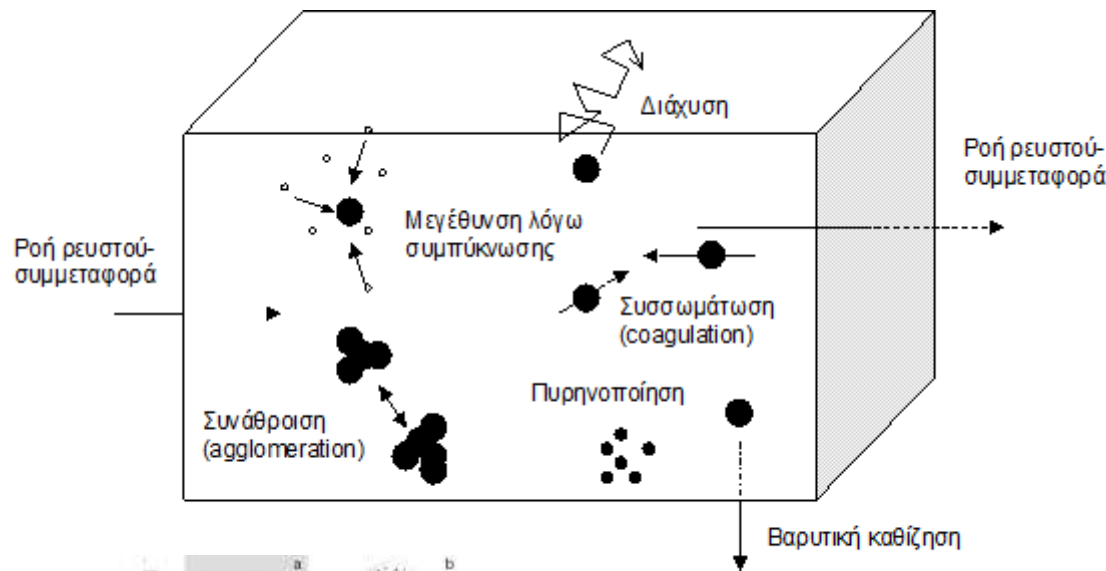 Διάχυση
Ροή ρευστού-
συμμεταφορά
Μεγέθυνση λόγω
συμπύκνωσης
Ροή ρευστού-
συμμεταφορά
Συσσωμάτωση
(coagulation)
Πυρηνοποίηση
Συνάθροιση
(agglomeration)
Βαρυτική καθίζηση
a
b